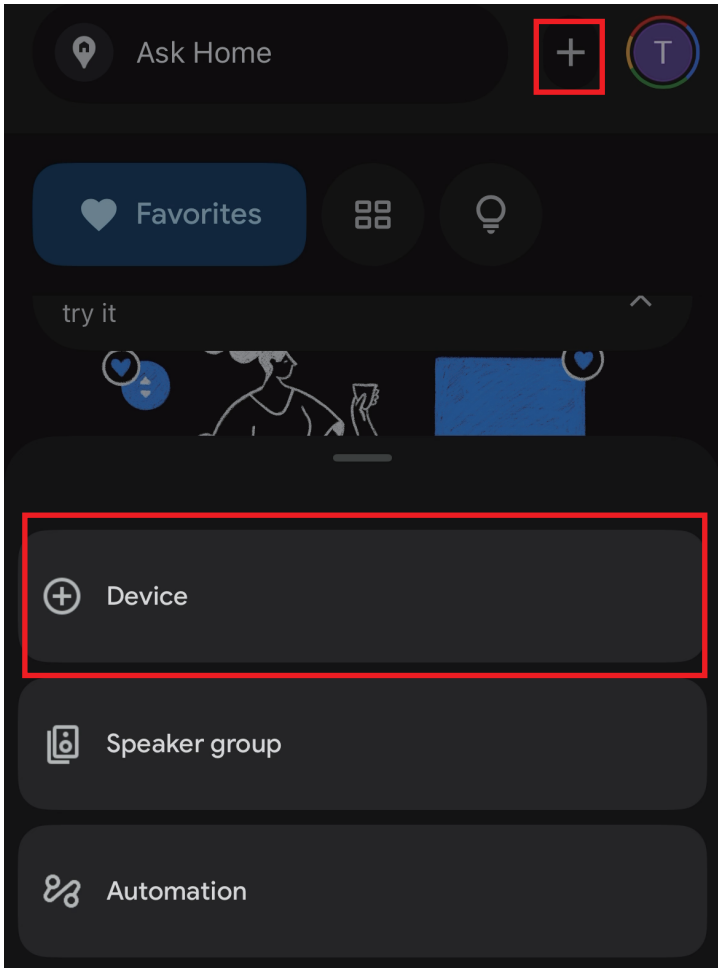 Ask Home
T
Favorites
try it
Device
Speaker group
Automation